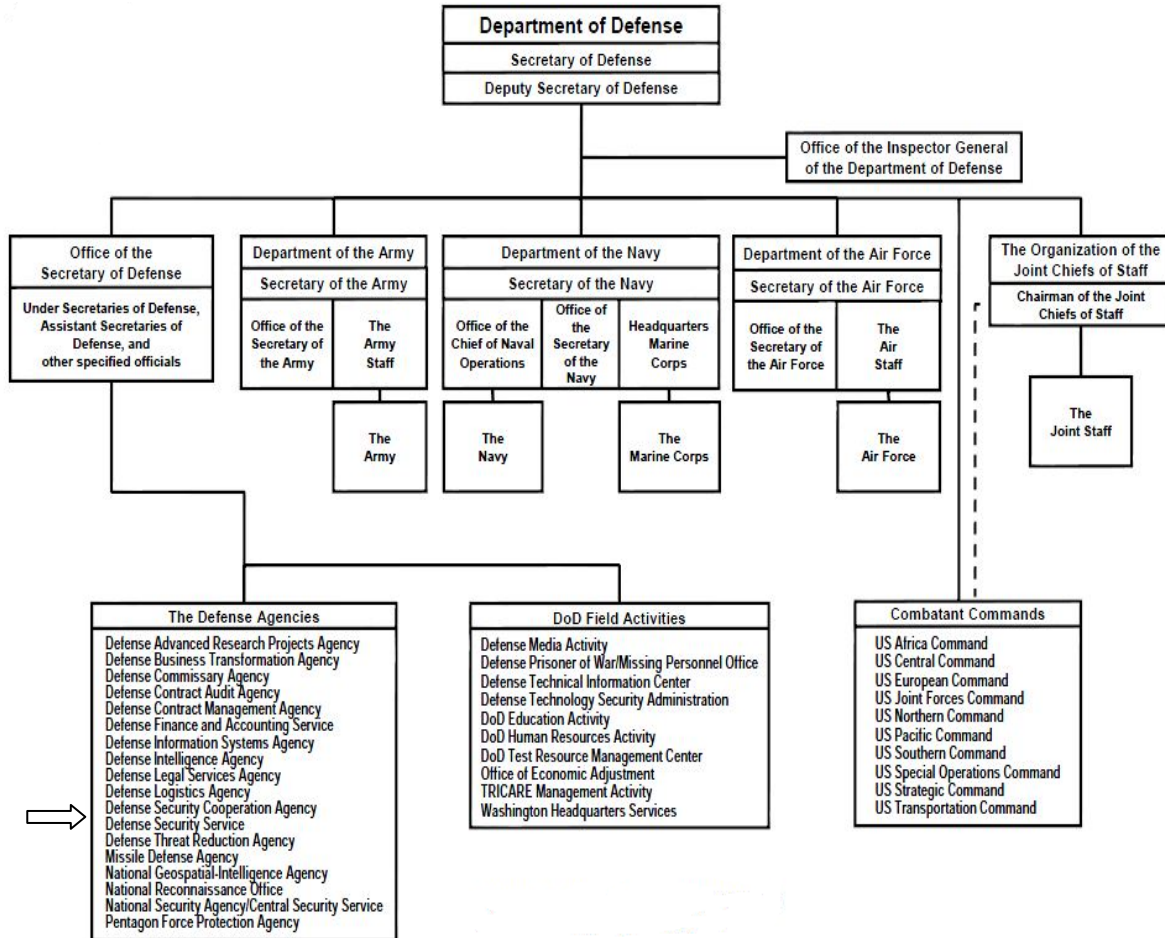 Department of Defense
Secretary of Defense
Deputy Secretary of Defense
Office of the Inspector General
of the Department of Defense
Office of the
Secretary of Defense
Under Secretaries of Defense,
Assistant Secretaries of
Defense, and
other specified officials
Department of the Army
Secretary of the Army
Office of the
Secretary of
the Army
The
Army
Staff
The
Army
Department of the Navy
Secretary of the Navy
Office of the
Chief of Naval
Operations
Office of
the
Secretary
of the
Navy
Headquarters
Marine
Corps
The
Navy
The
Marine Corps
Department of the Air Force
Secretary of the Air Force
Office of the
Secretary of
the Air Force
The
Air
Staff
The
Air Force
The Organization of the
Joint Chiefs of Staff
Chairman of the Joint
Chiefs of Staff
The
Joint Staff
The Defense Agencies
Defense Advanced Research Projects Agency
Defense Business Transformation Agency
Defense Commissary Agency
Defense Contract Audit Agency
Defense Contract Management Agency
Defense Finance and Accounting Service
Defense Information Systems Agency
Defense Intelligence Agency
Defense Legal Services Agency
Defense Logistics Agency
Defense Security Cooperation Agency
Defense Security Service
Defense Threat Reduction Agency
Missile Defense Agency
National Geospatial-Intelligence Agency
National Reconnaissance Office
National Security Agency/Central Security Service
Pentagon Force Protection Agency
DoD Field Activities
Defense Media Activity
Defense Prisoner of War/Missing Personnel Office
Defense Technical Information Center
Defense Technology Security Administration
DoD Education Activity
DoD Human Resources Activity
DoD Test Resource Management Center
Office of Economic Adjustment
TRICARE Management Activity
Washington Headquarters Services
Combatant Commands
US Africa Command
US Central Command
US European Command
US Joint Forces Command
US Northern Command
US Pacific Command
US Southern Command
US Special Operations Command
US Strategic Command
US Transportation Command